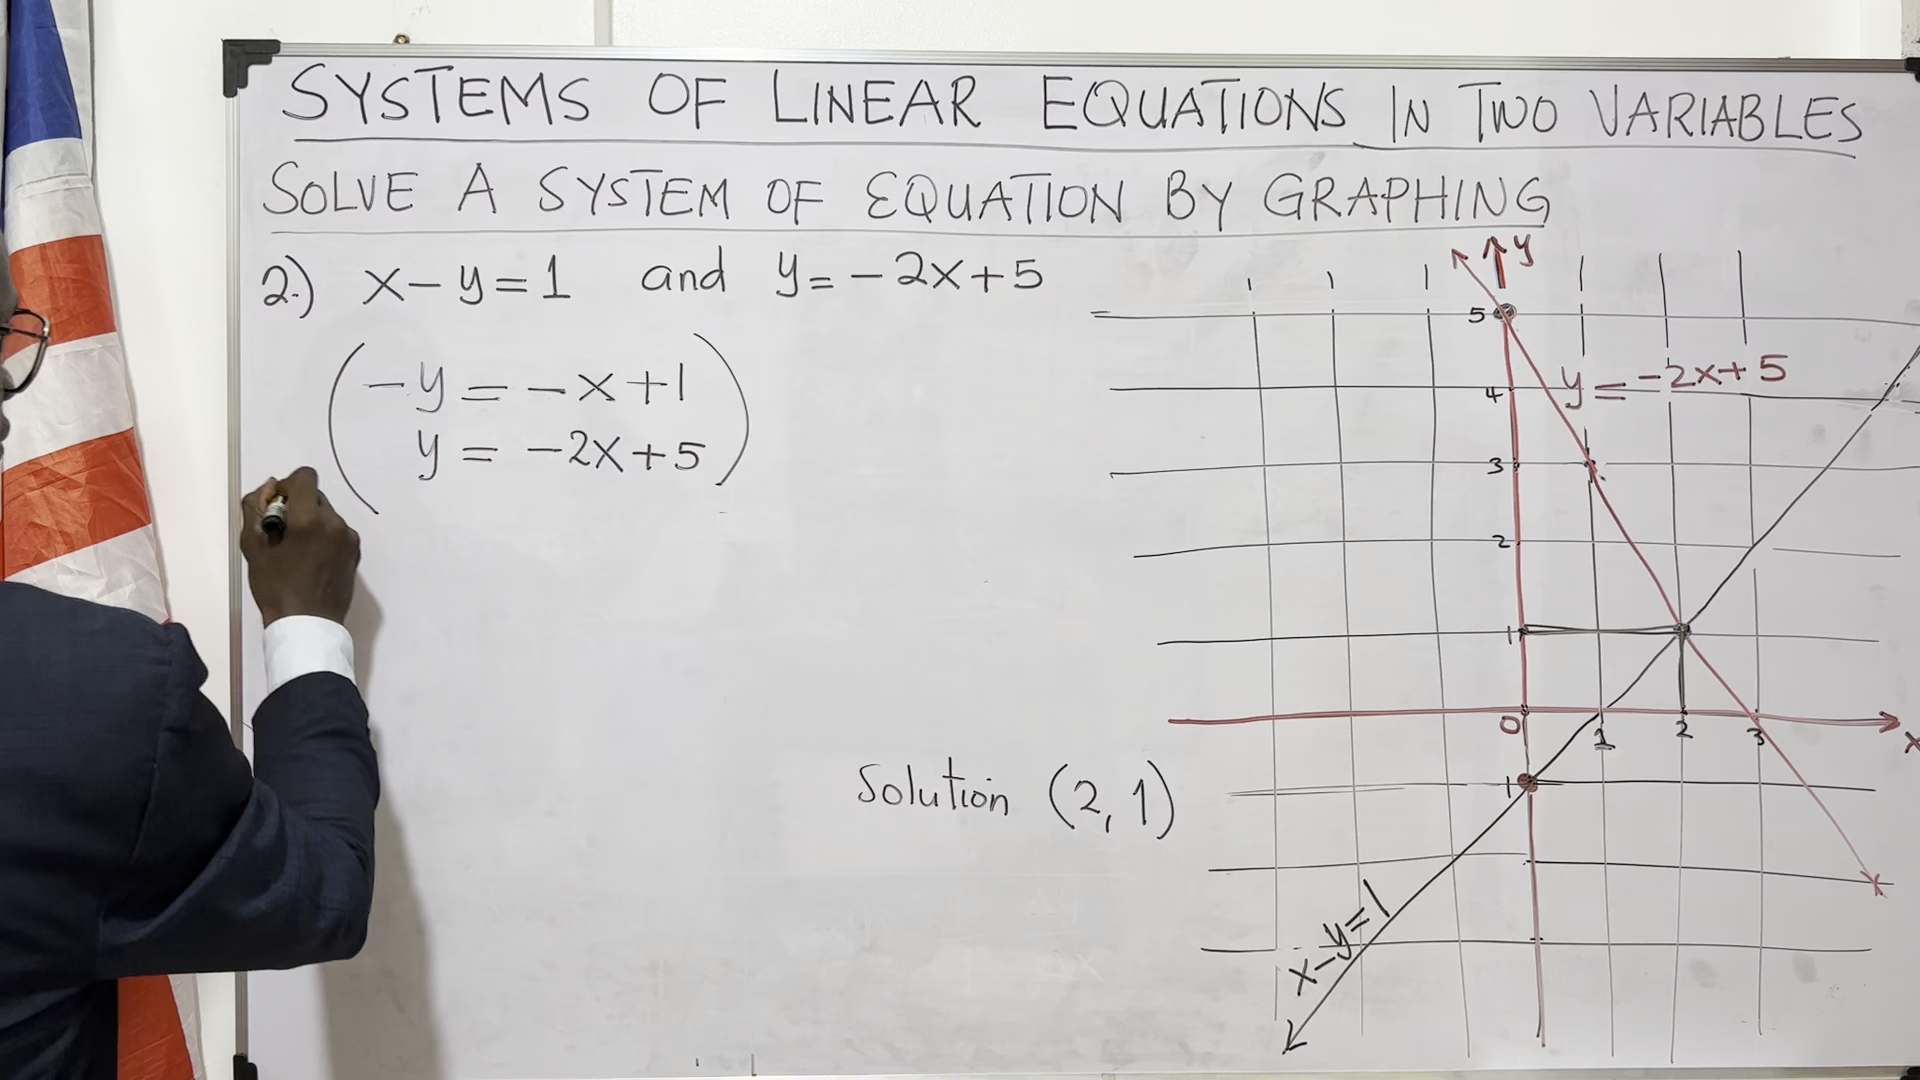 SYSTEMS OF LINEAR EQUATIONS IN TWO VARIABLES
SOLVE A SYSTEM OF EQUATION BY GRAPHING
2.) x-y=1 and y=-2x+5
-y=-x+1
y=-2x+5
Solution (2,1)
y
5
y=-2x+5
4
3
2
1
0 1 2 3 x
1
x-y=1